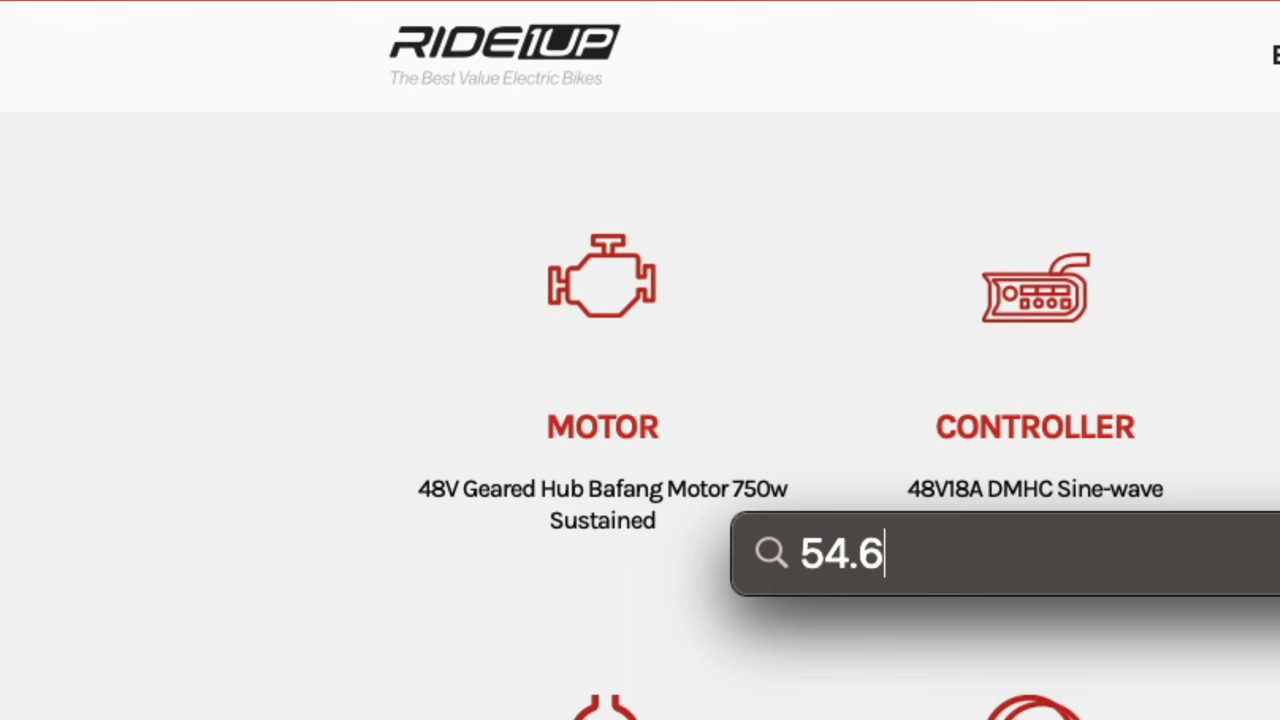 RIDE1UP
The Best Value Electric Bikes
MOTOR
48V Geared Hub Bafang Motor 750w
Sustained
CONTROLLER
48V18A DMHC Sine-wave
54.6